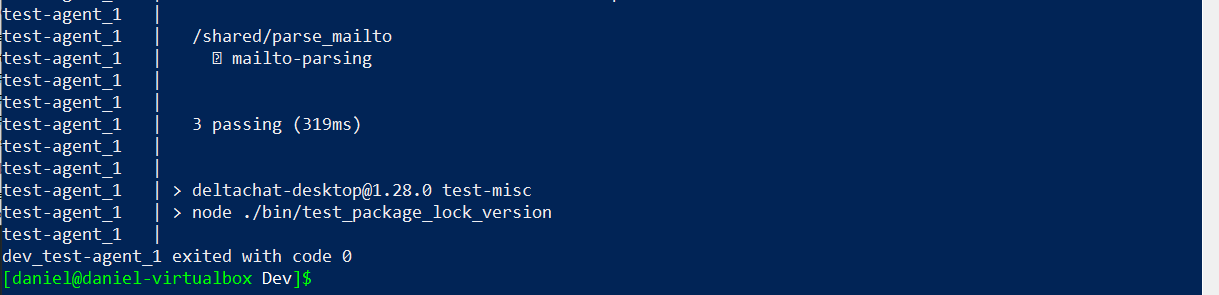 test-agent_1   |
test-agent_1   |   /shared/parse_mailto
test-agent_1   |     ⍰ mailto-parsing
test-agent_1   |
test-agent_1   |
test-agent_1   |   3 passing (319ms)
test-agent_1   |
test-agent_1   |
test-agent_1   | > deltachat-desktop@1.28.0 test-misc
test-agent_1   | > node ./bin/test_package_lock_version
test-agent_1   |
dev_test-agent_1 exited with code 0
[daniel@daniel-virtualbox Dev]$